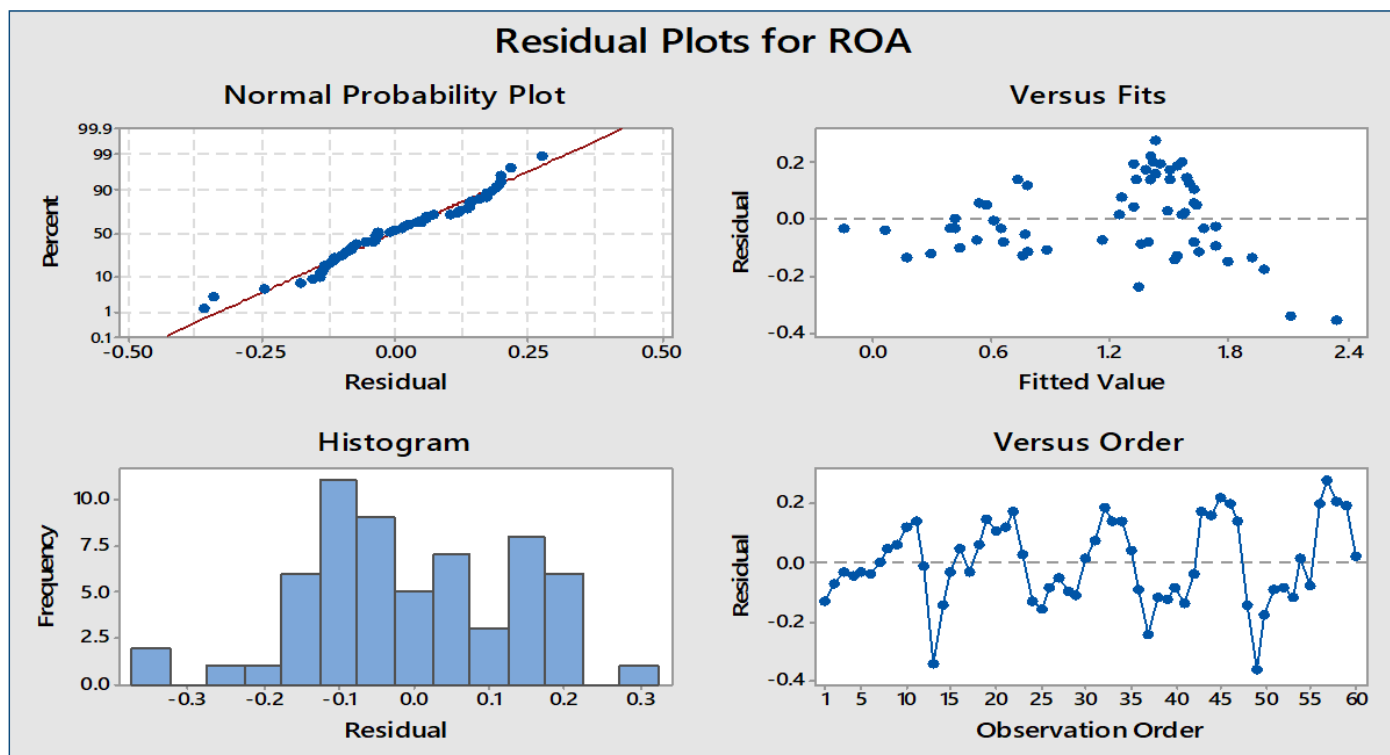 Residual Plots for ROA
Normal Probability Plot
99.9
99
90
50
10
1
0.1
Percent
-0.50 -0.25 0.00 0.25 0.50
Residual
Versus Fits
0.2
0.0
-0.2
-0.4
Residual
0.0 0.6 1.2 1.8 2.4
Fitted Value
Histogram
10.0
7.5
5.0
2.5
0.0
Frequency
-0.3 -0.2 -0.1 0.0 0.1 0.2 0.3
Residual
Versus Order
0.2
0.0
-0.2
-0.4
Residual
1 5 10 15 20 25 30 35 40 45 50 55 60
Observation Order